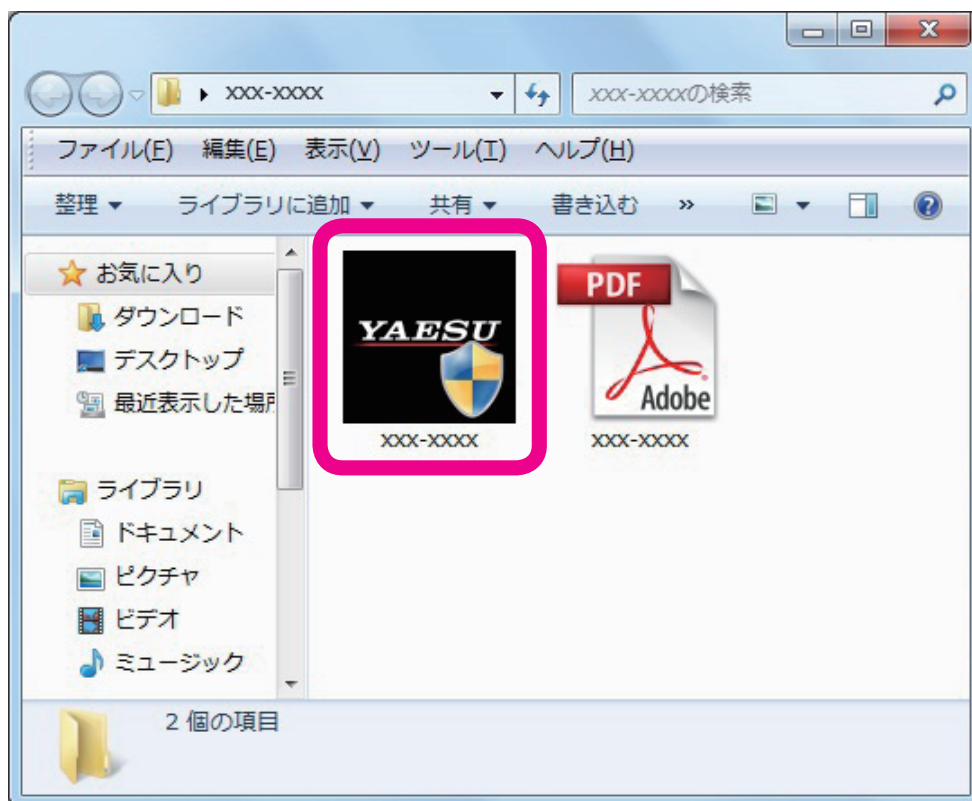 xxx-xxxx
xxx-xxxxの検索
ファイル(F) 編集(E) 表示(V) ツール(T) ヘルプ(H)
整理 ライブラリに追加 共有 書き込む »
お気に入り
ダウンロード
デスクトップ
最近表示した場所
ライブラリ
ドキュメント
ピクチャ
ビデオ
ミュージック
YAESU
xxx-xxxx
PDF
Adobe
xxx-xxxx
2 個の項目